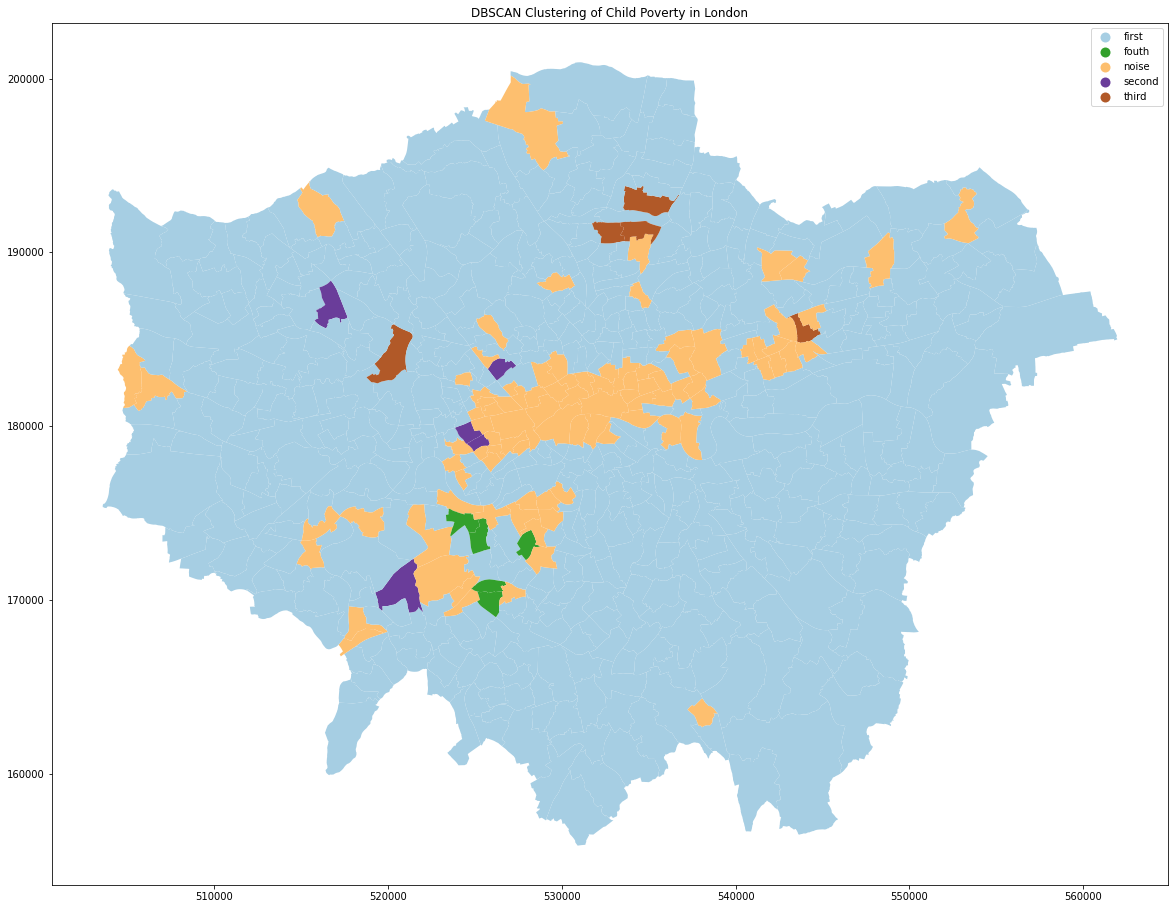 DBSCAN Clustering of Child Poverty in London
first
fouth
noise
second
third
200000
190000
180000
170000
160000
510000 520000 530000 540000 550000 560000